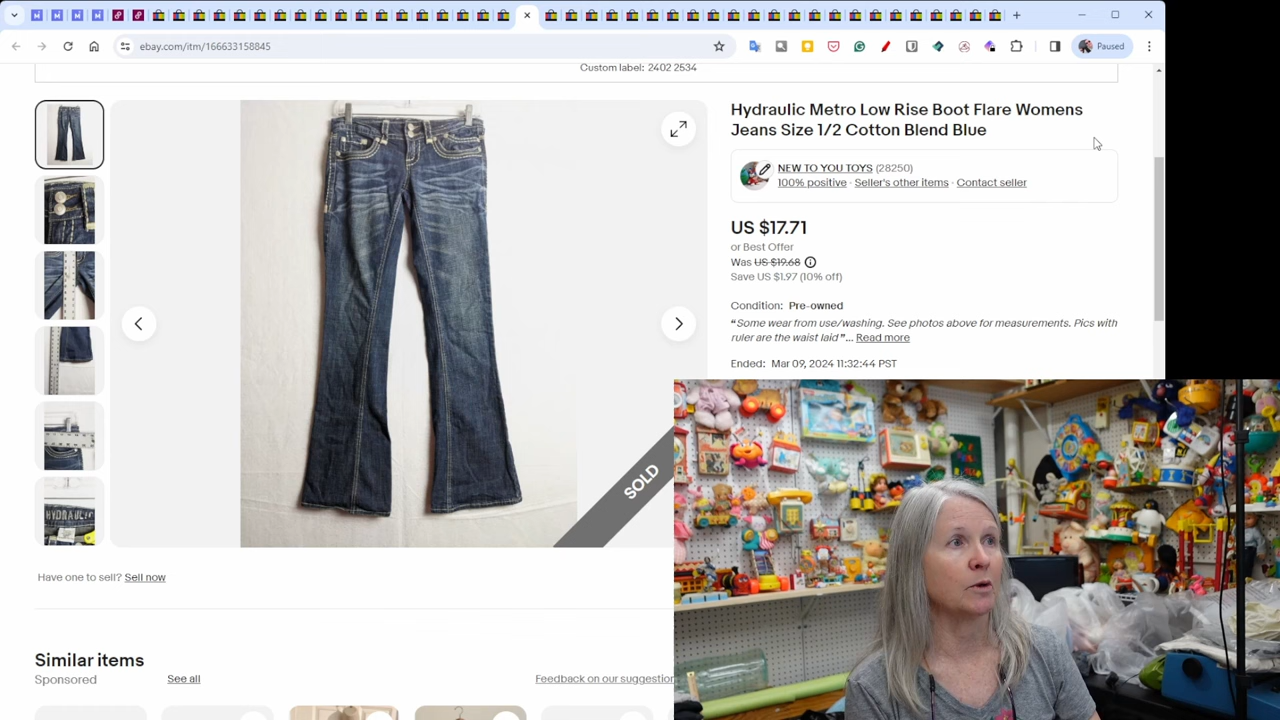 ebay.com/itm/166633158845
Paused
Custom label: 2402 2534
Hydraulic Metro Low Rise Boot Flare Womens
Jeans Size 1/2 Cotton Blend Blue
NEW TO YOU TOYS (28250)
100% positive · Seller's other items · Contact seller
US $17.71
or Best Offer
Was US $19.68
Save US $1.97 (10% off)
Condition: Pre-owned
“Some wear from use/washing. See photos above for measurements. Pics with
ruler are the waist laid”... Read more
Ended: Mar 09, 2024 11:32:44 PST
SOLD
HYDRAULIC
Have one to sell? Sell now
Similar items
Sponsored
See all
Feedback on our suggestion